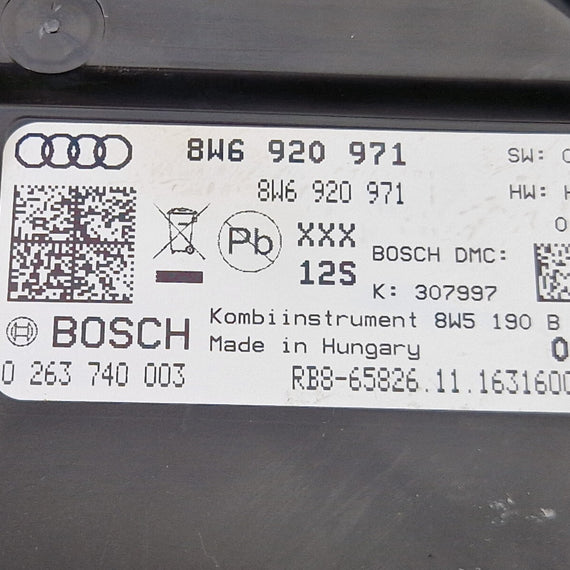 8W6 920 971 SW:
8W6 920 971 HW:
Pb XXX 12S
BOSCH DMC:
K: 307997
BOSCH
Kombiinstrument 8W5 190 B
Made in Hungary
0 263 740 003 RB8-65826.11.1631600